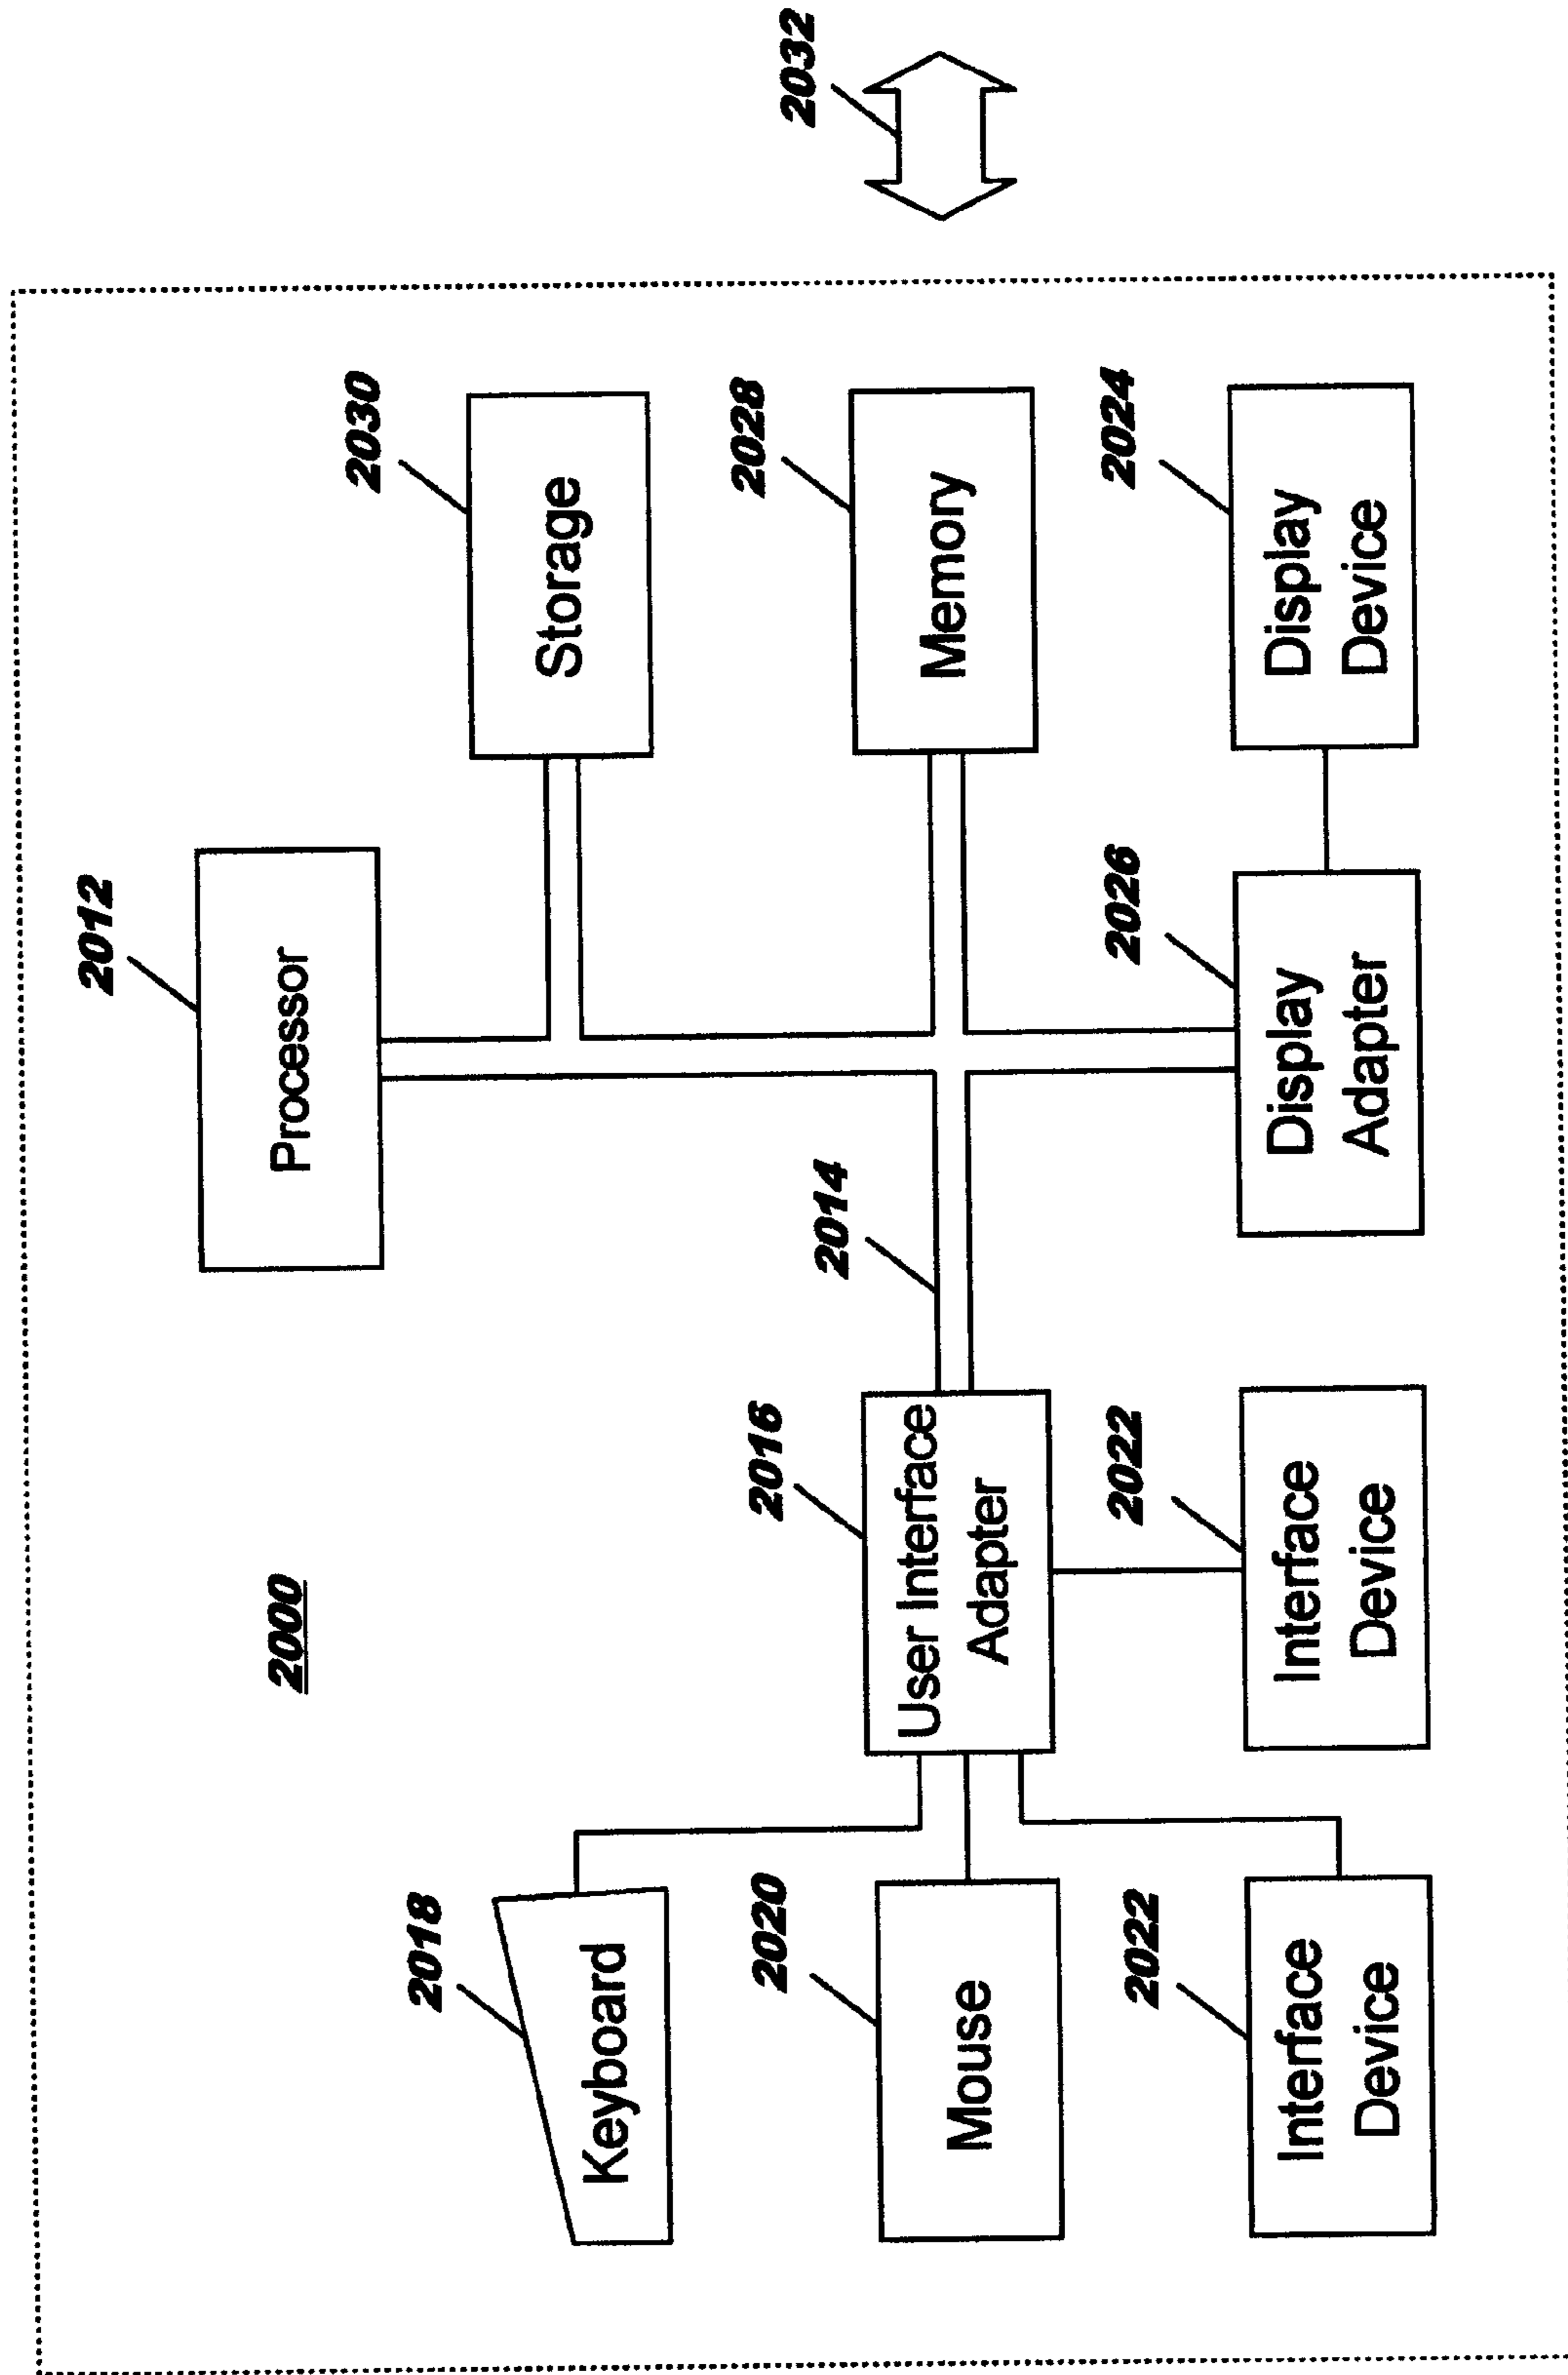 2000
2012
Processor
2030
Storage
2018
Keyboard
2016
User Interface
Adapter
2014
2028
Memory
2032
2020
Mouse
2022
Interface
Device
2022
Interface
Device
2026
Display
Adapter
2024
Display
Device